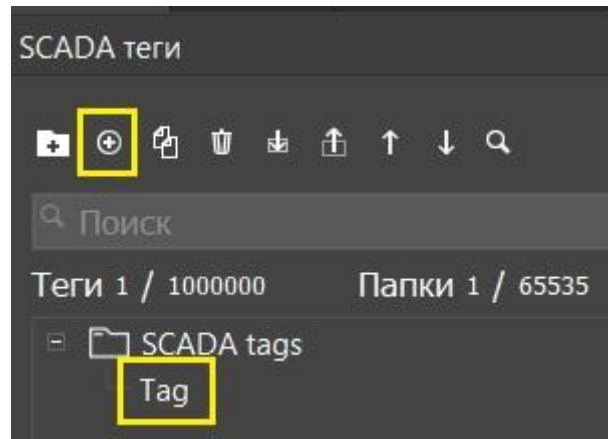 SCADA теги
Поиск
Теги 1 / 1000000 Папки 1 / 65535
SCADA tags
Tag